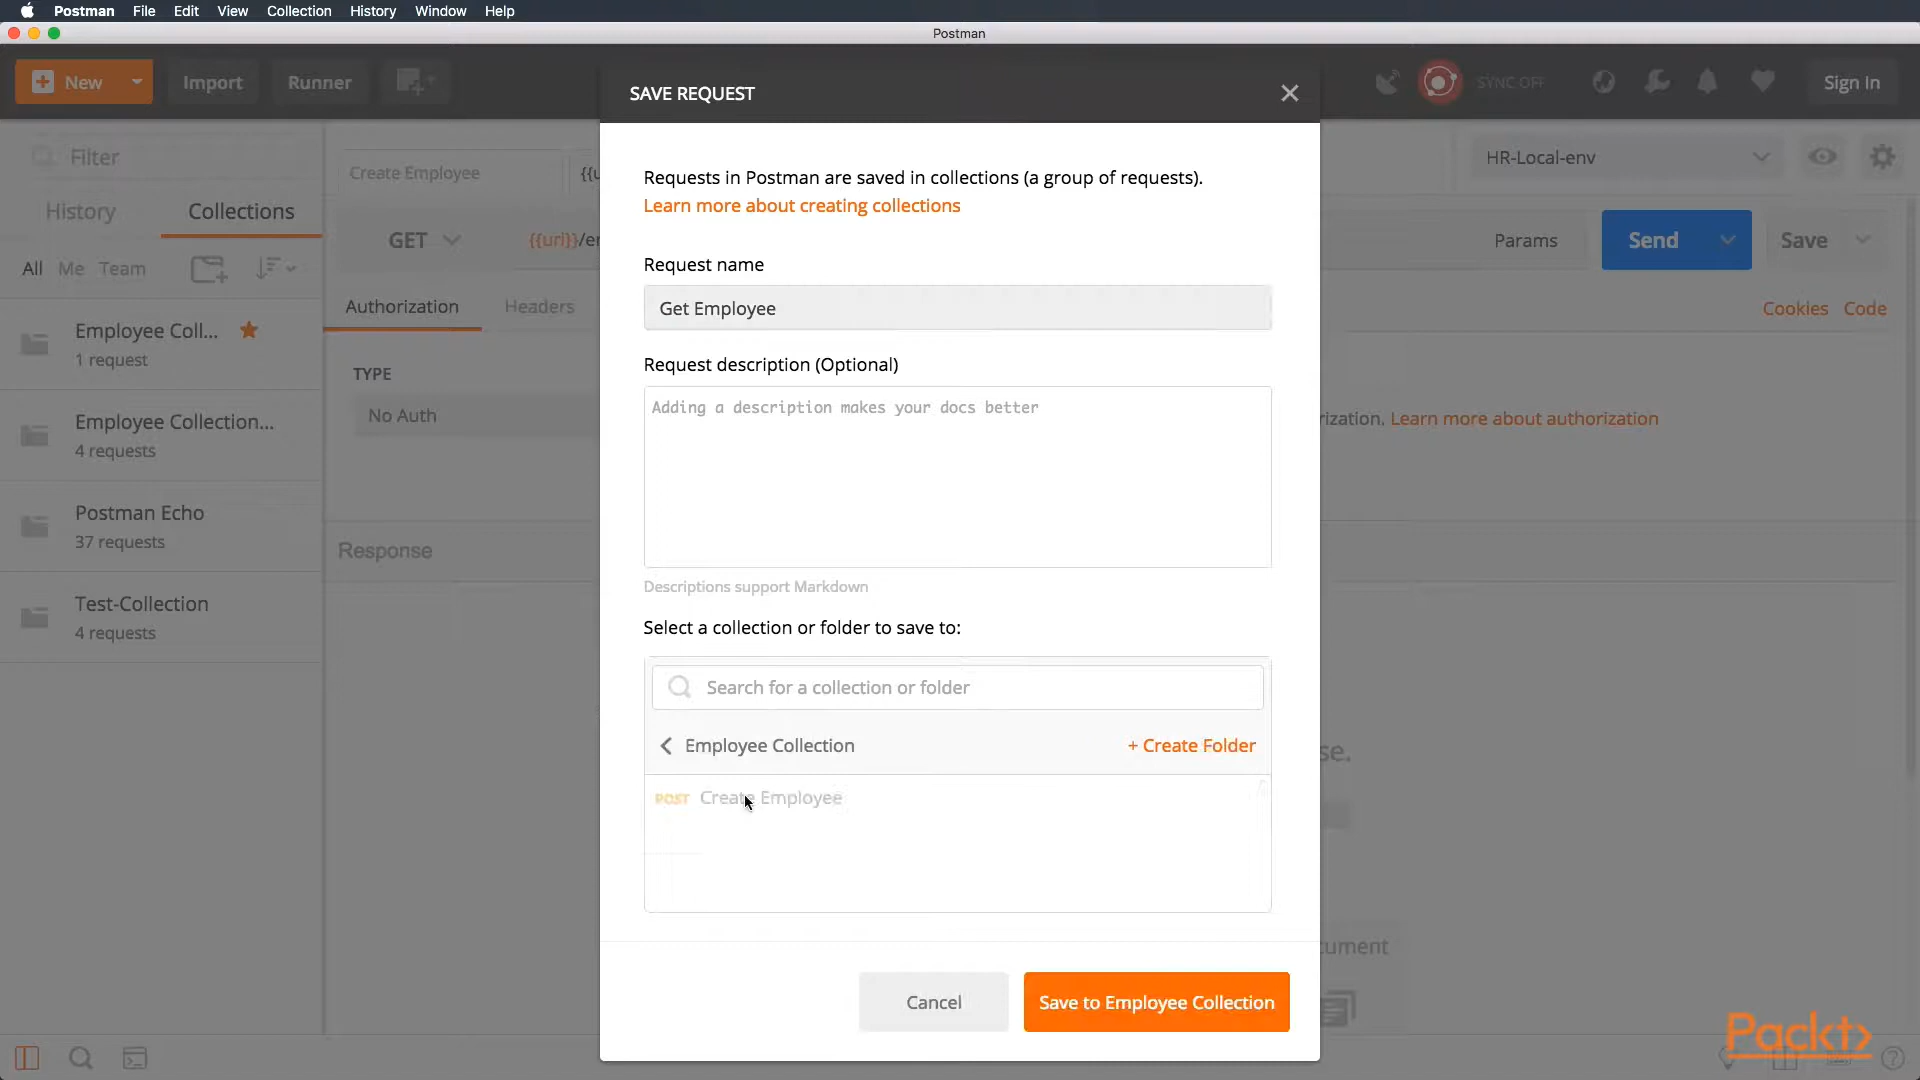 Postman File Edit View Collection History Window Help
Postman
New Import Runner
SYNC OFF
Sign In
SAVE REQUEST
Filter
Create Employee
{{u
HR-Local-env
History Collections
GET
{{url}}/e
Params
Send
Save
All Me Team
Authorization Headers
Cookies Code
Employee Coll...
1 request
TYPE
No Auth
rization. Learn more about authorization
Employee Collection...
4 requests
Postman Echo
37 requests
Response
Test-Collection
4 requests
Requests in Postman are saved in collections (a group of requests).
Learn more about creating collections
Request name
Get Employee
Request description (Optional)
Adding a description makes your docs better
Descriptions support Markdown
Select a collection or folder to save to:
Search for a collection or folder
Employee Collection
+ Create Folder
POST Create Employee
se.
cument
Cancel
Save to Employee Collection
Packt>